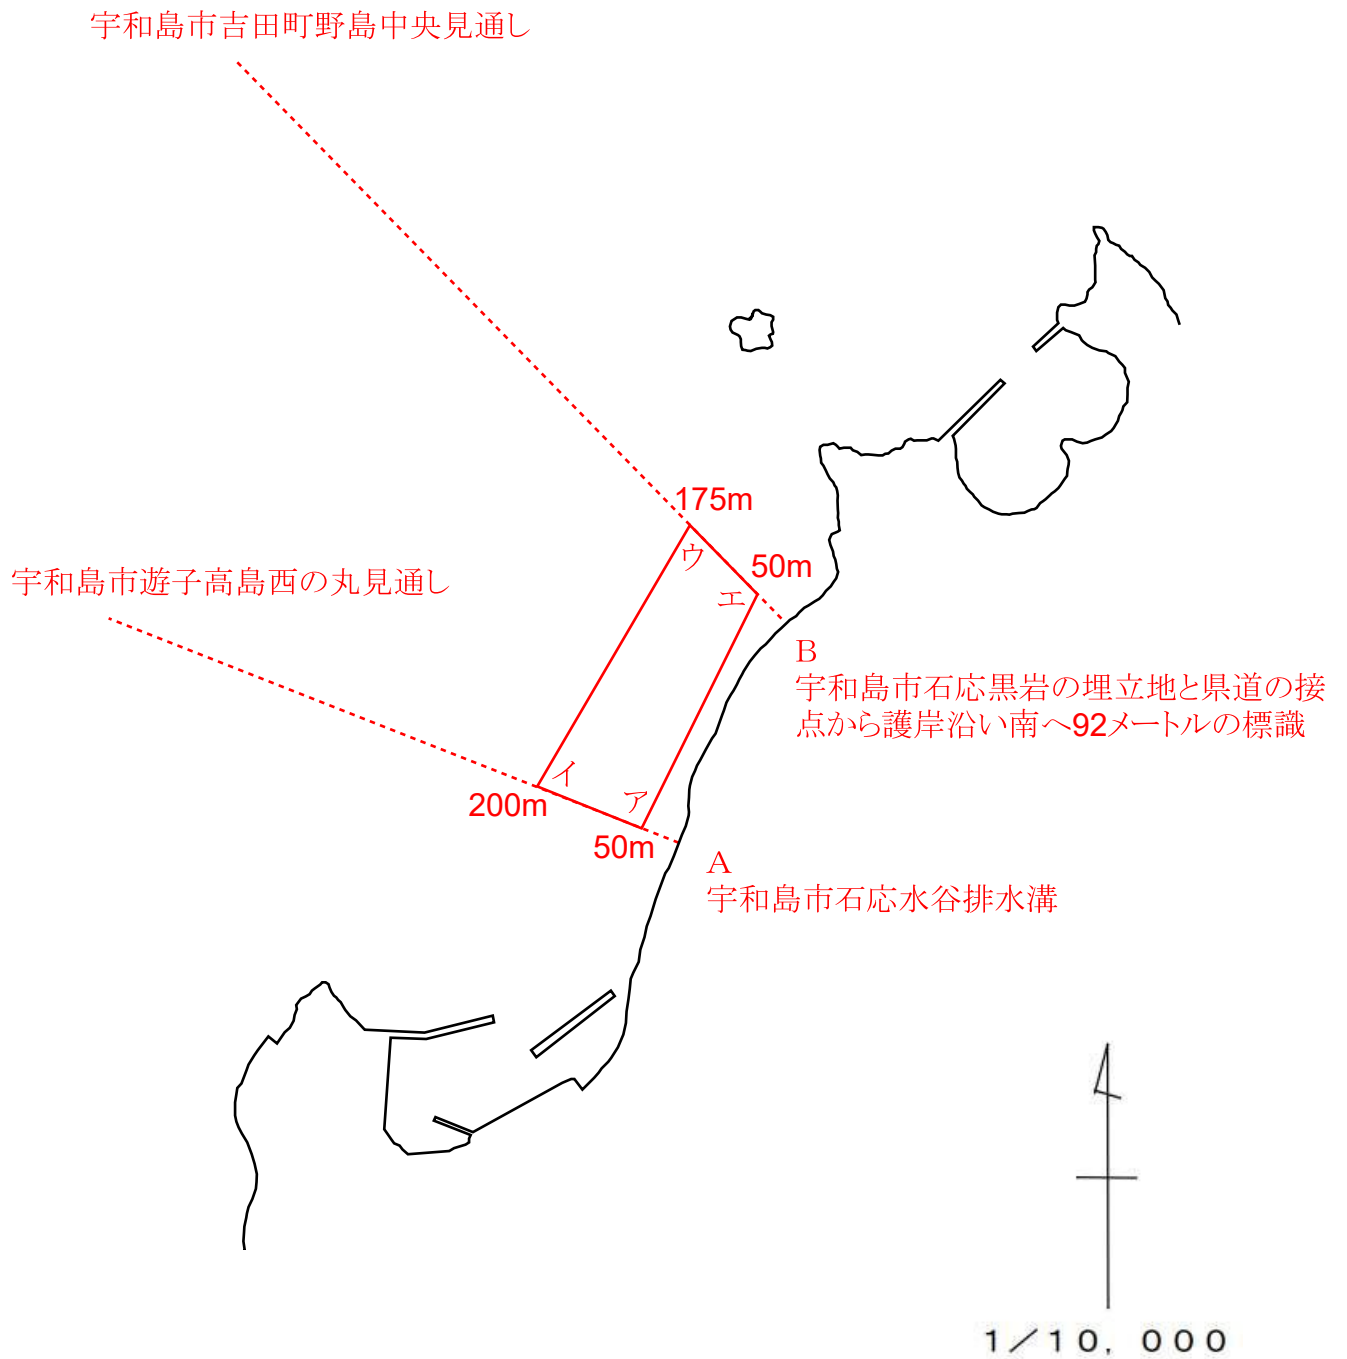 宇和島市吉田町野島中央見通し
175m
ウ
50m
エ
宇和島市遊子高島西の丸見通し
B
宇和島市石応黒岩の埋立地と県道の接
点から護岸沿い南へ92メートルの標識
イ
200m
ア
50m
A
宇和島市石応水谷排水溝
1/10,000